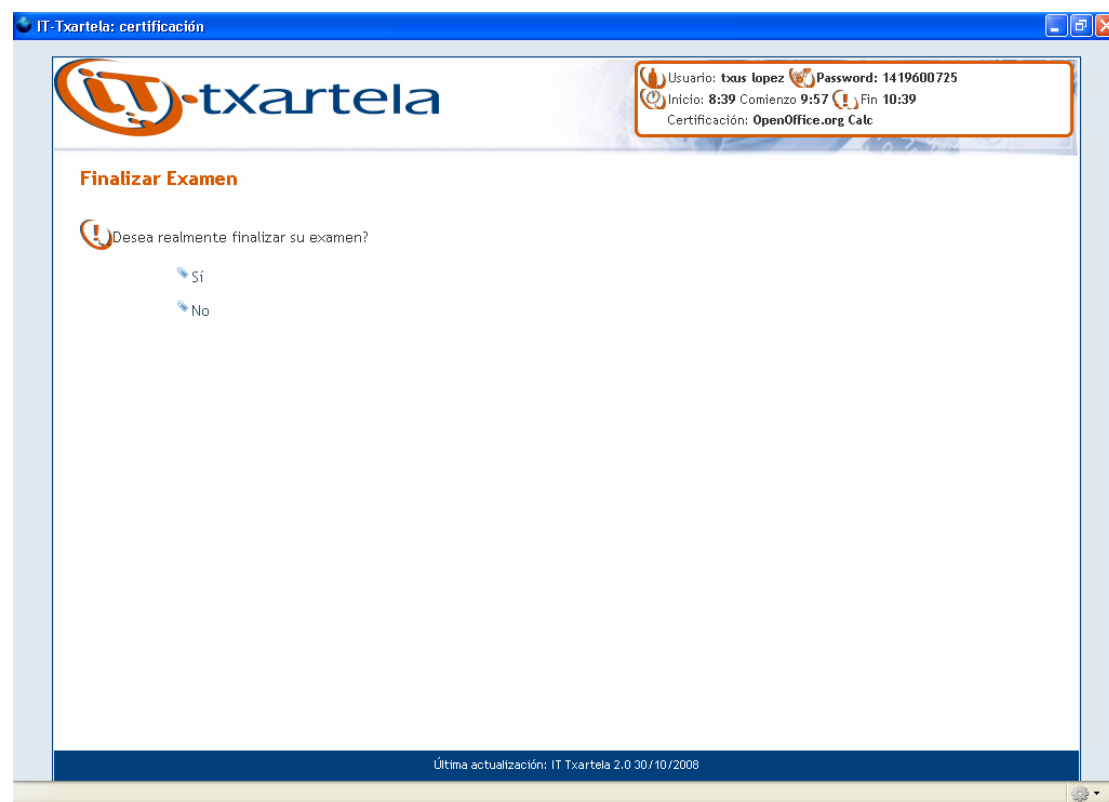 IT-Txartela: certificación
iT-txartela
Usuario: txus lopez Password: 1419600725
Inicio: 8:39 Comienzo 9:57 Fin 10:39
Certificación: OpenOffice.org Calc
Finalizar Examen
Desea realmente finalizar su examen?
Sí
No
Última actualización: IT Txartela 2.0 30/10/2008